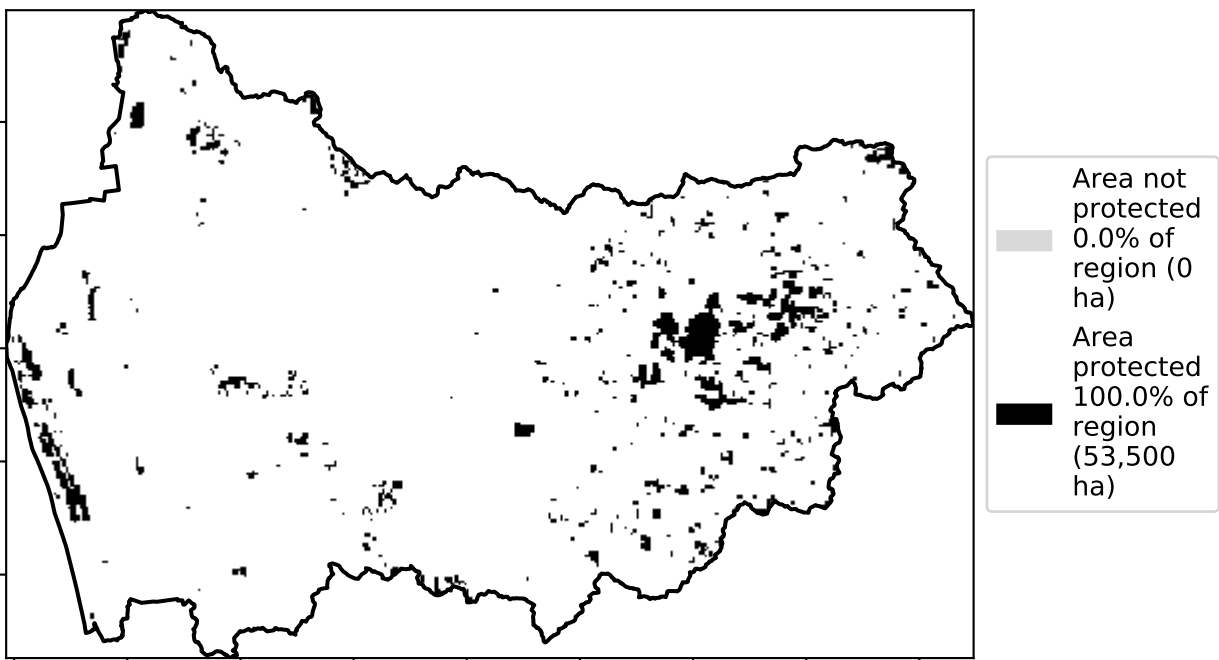 Area not
protected
0.0% of
region (0
ha)
Area
protected
100.0% of
region
(53,500
ha)